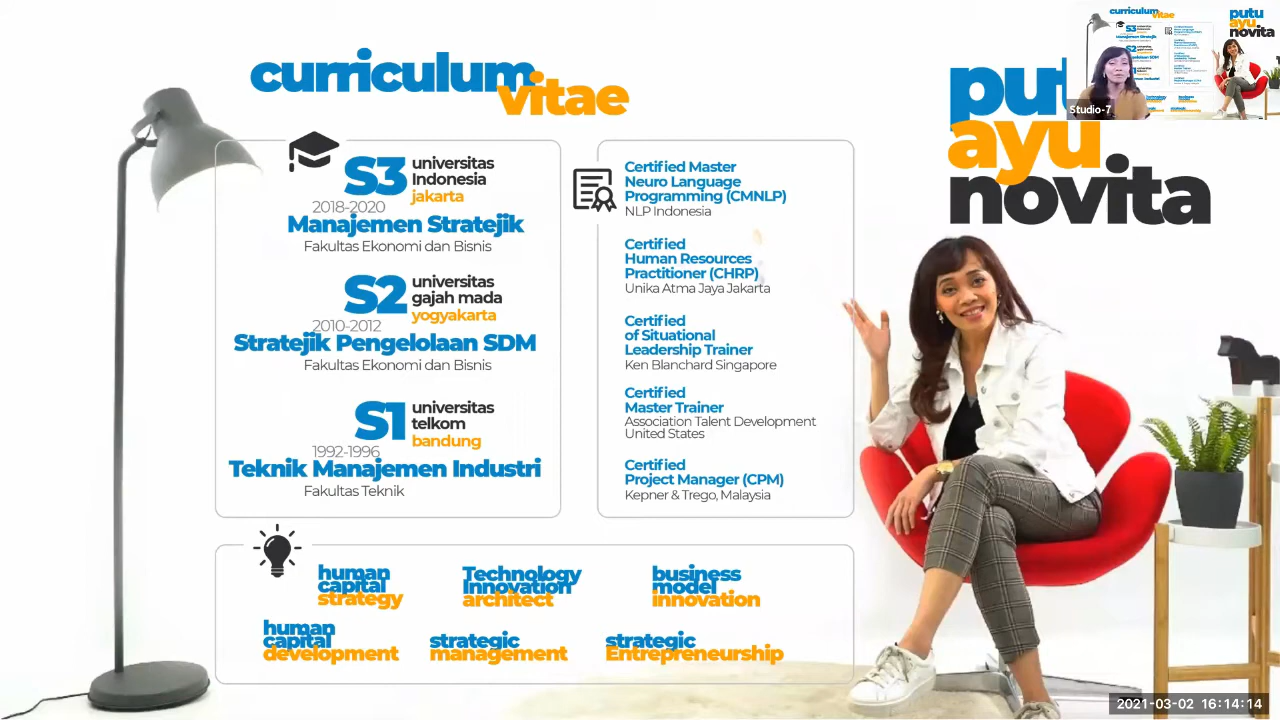 curriculum
vitae
S3
universitas
Indonesia
jakarta
2018-2020
Manajemen Stratejik
Fakultas Ekonomi dan Bisnis
S2
universitas
gajah mada
yogyakarta
2010-2012
Stratejik Pengelolaan SDM
Fakultas Ekonomi dan Bisnis
S1
universitas
telkom
bandung
1992-1996
Teknik Manajemen Industri
Fakultas Teknik
Certified Master
Neuro Language
Programming (CMNLP)
NLP Indonesia
Certified
Human Resources
Practitioner (CHRP)
Unika Atma Jaya Jakarta
Certified
of Situational
Leadership Trainer
Ken Blanchard Singapore
Certified
Master Trainer
Association Talent Development
United States
Certified
Project Manager (CPM)
Kepner & Trego, Malaysia
human
capital
strategy
Technology
Innovation
architect
business
model
innovation
human
capital
development
strategic
management
strategic
Entrepreneurship
ayu
novita
curriculum
vitae
putu
ayu
novita
Studio-7
2021-03-02 16:14:14